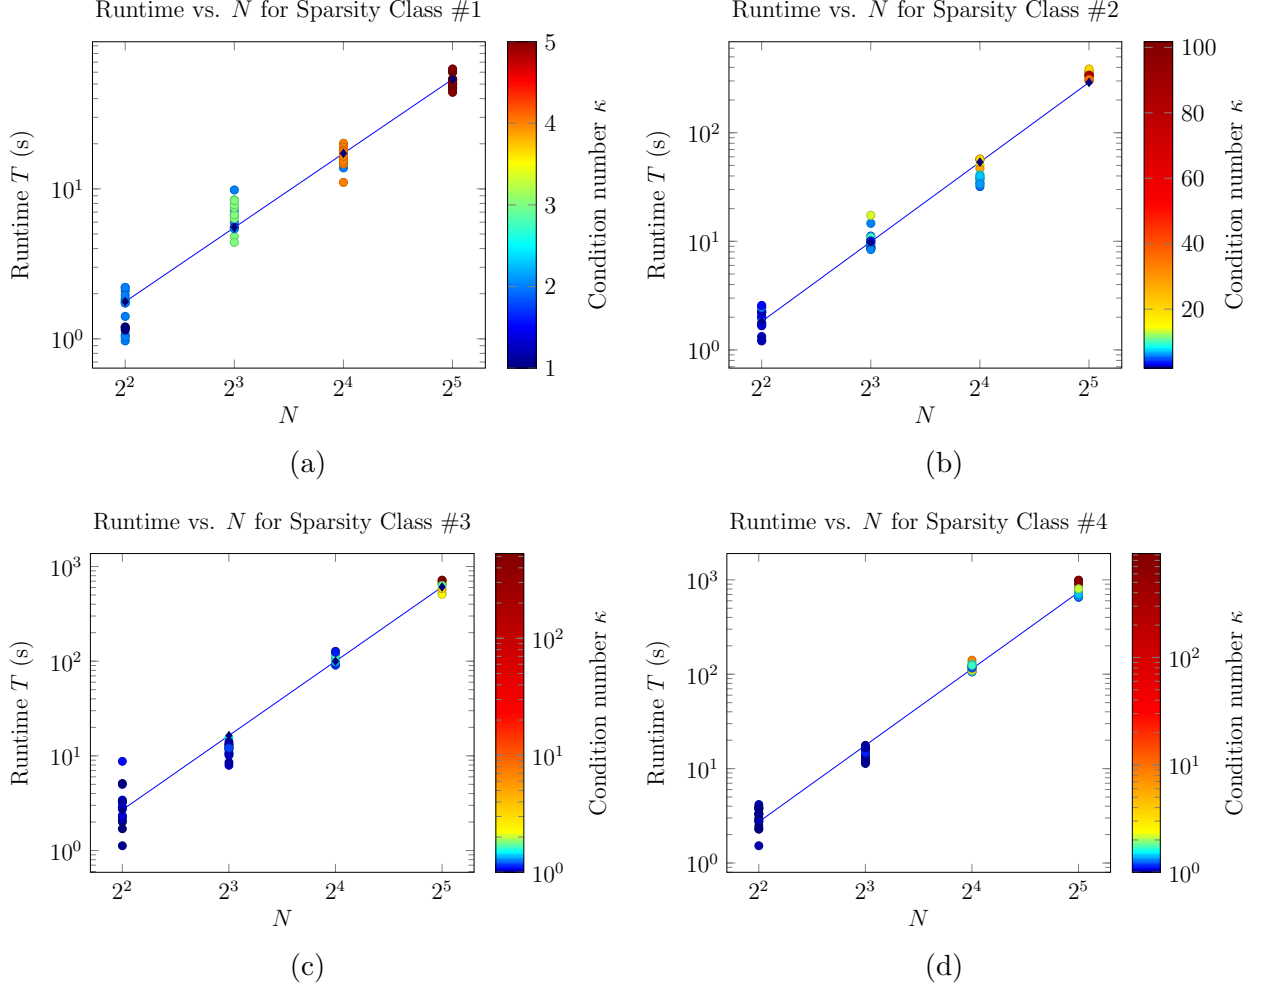 Runtime vs. N for Sparsity Class #1
Runtime T (s)
10^1
10^0
2^2 2^3 2^4 2^5
N
5
4
3
2
1
Condition number κ
(a)
Runtime vs. N for Sparsity Class #2
Runtime T (s)
10^2
10^1
10^0
2^2 2^3 2^4 2^5
N
100
80
60
40
20
Condition number κ
(b)
Runtime vs. N for Sparsity Class #3
Runtime T (s)
10^3
10^2
10^1
10^0
2^2 2^3 2^4 2^5
N
10^2
10^1
10^0
Condition number κ
(c)
Runtime vs. N for Sparsity Class #4
Runtime T (s)
10^3
10^2
10^1
10^0
2^2 2^3 2^4 2^5
N
10^2
10^1
10^0
Condition number κ
(d)